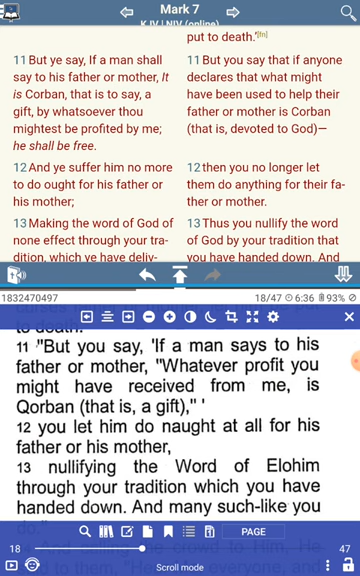 Mark 7
KJV | NIV (online)
put to death.'[fn]
11 But ye say, If a man shall
say to his father or mother, It
is Corban, that is to say, a
gift, by whatsoever thou
mightest be profited by me;
he shall be free.
12 And ye suffer him no more
to do ought for his father or
his mother;
13 Making the word of God of
none effect through your tra-
dition, which ye have deliv-
11 But you say that if anyone
declares that what might
have been used to help their
father or mother is Corban
(that is, devoted to God)—
12 then you no longer let
them do anything for their fa-
ther or mother.
13 Thus you nullify the word
of God by your tradition that
you have handed down. And
1832470497
18/47
6:36
93%
to death.'
11 "But you say, 'If a man says to his
father or mother, "Whatever profit you
might have received from me, is
Qorban (that is, a gift)," '
12 you let him do naught at all for his
father or his mother,
13 nullifying the Word of Elohim
through your tradition which you have
handed down. And many such-like you
do."
PAGE
18
47
Scroll mode